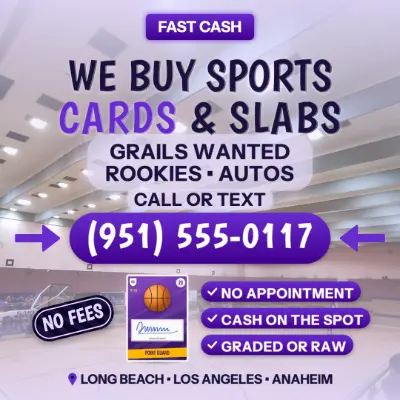 FAST CASH
WE BUY SPORTS
CARDS & SLABS
GRAILS WANTED
ROOKIES • AUTOS
CALL OR TEXT
(951) 555-0117
NO FEES
POINT GUARD
✓ NO APPOINTMENT
✓ CASH ON THE SPOT
✓ GRADED OR RAW
LONG BEACH • LOS ANGELES • ANAHEIM